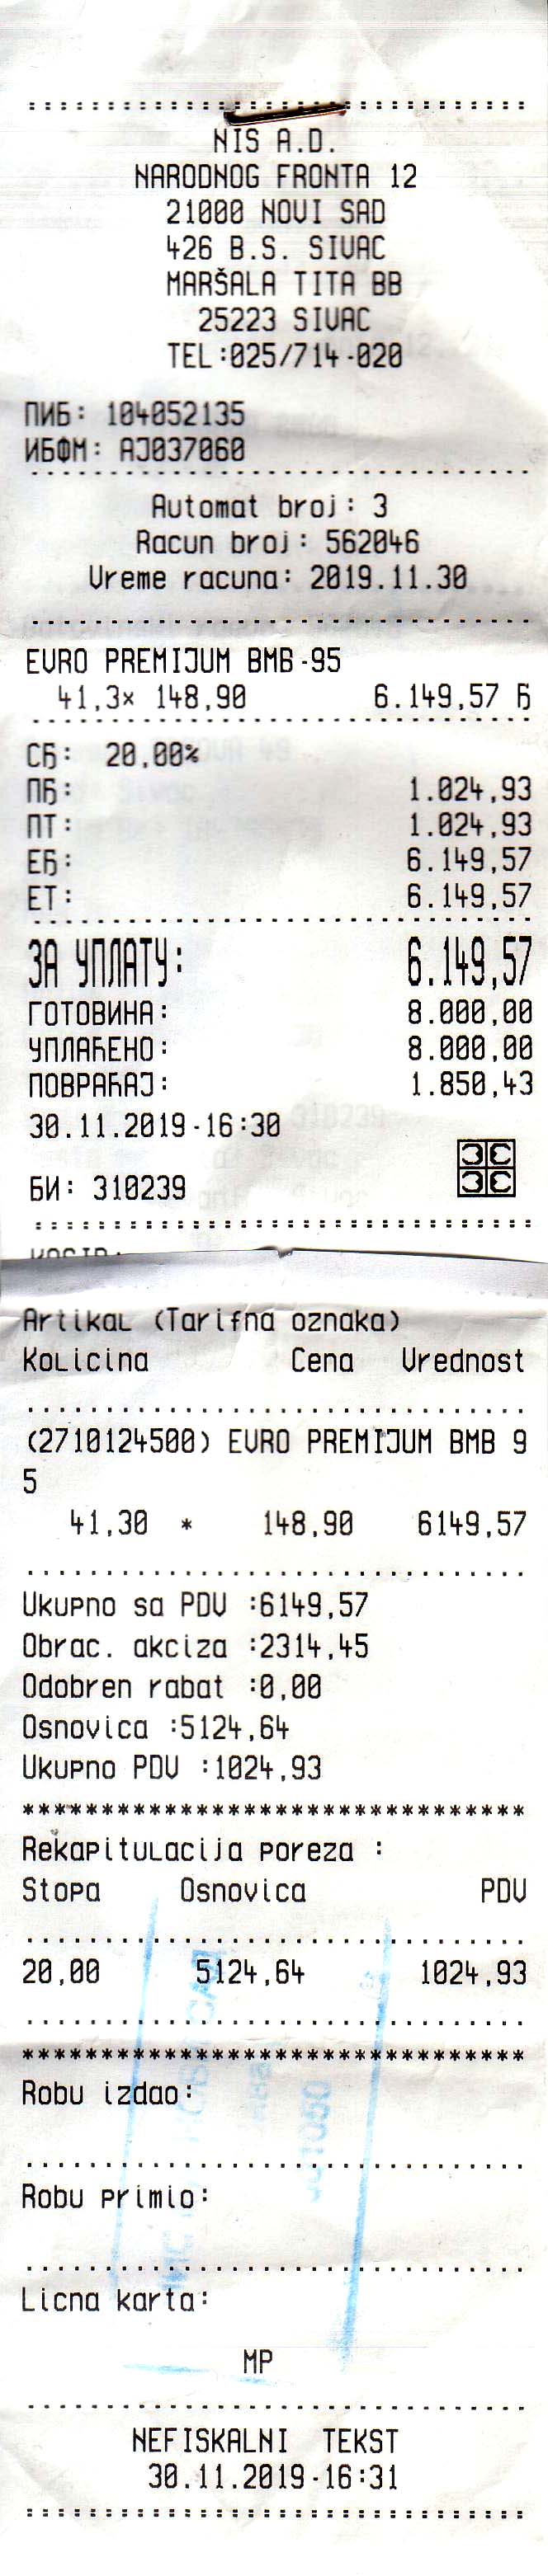 NIS A.D.
NARODNOG FRONTA 12
21000 NOVI SAD
426 B.S. SIVAC
MARŠALA TITA BB
25223 SIVAC
TEL:025/714-020
ПИБ: 104052135
ИБФМ: AJ037060
Automat broj: 3
Racun broj: 562046
Vreme racuna: 2019.11.30
EVRO PREMIJUM BMB-95
41,3× 148,90 6.149,57 Ђ
СЂ: 20,00%
ПЂ: 1.024,93
ПТ: 1.024,93
ЕЂ: 6.149,57
ЕТ: 6.149,57
ЗА УПЛАТУ: 6.149,57
ГОТОВИНА: 8.000,00
УПЛАЋЕНО: 8.000,00
ПОВРАЋАЈ: 1.850,43
30.11.2019-16:30
БИ: 310239
Artikal (Tarifna oznaka)
Kolicina Cena Vrednost
(2710124500) EVRO PREMIJUM BMB 9
5
41,30 * 148,90 6149,57
Ukupno sa PDV :6149,57
Obrac. akciza :2314,45
Odobren rabat :0,00
Osnovica :5124,64
Ukupno PDV :1024,93
********************************
Rekapitulacija poreza :
Stopa Osnovica PDV
20,00 5124,64 1024,93
********************************
Robu izdao:
Robu primio:
Licna karta:
MP
NEFISKALNI TEKST
30.11.2019-16:31